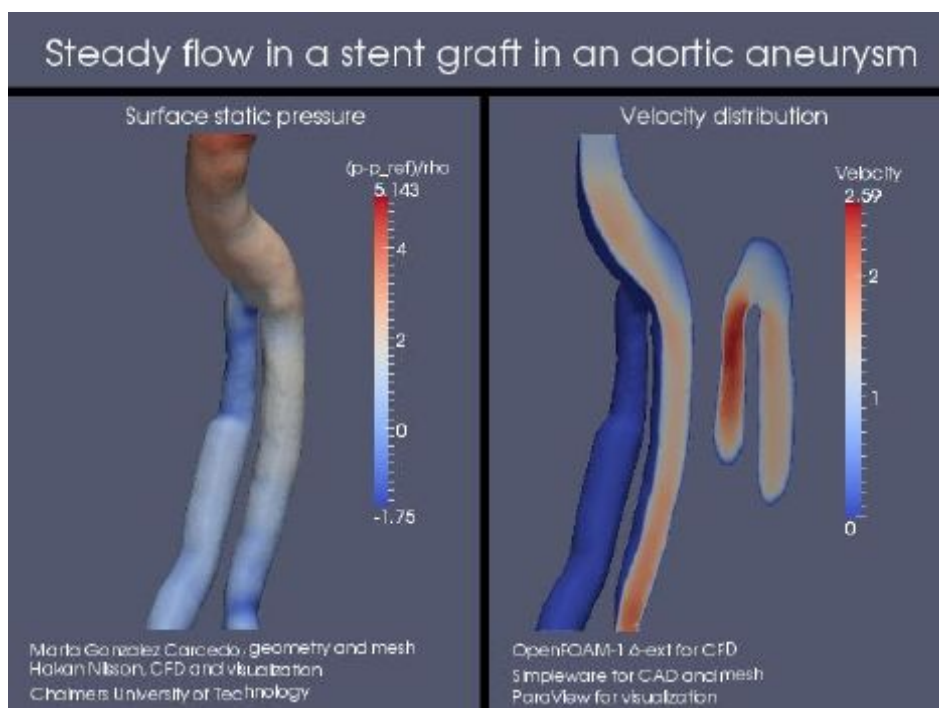 Steady flow in a stent graft in an aortic aneurysm
Surface static pressure
(p-p_ref)/rho
5.143
4
2
0
-1.75
Marta Gonzalez Carcedo, geometry and mesh
Hakan Nilsson, CFD and visualization
Chalmers University of Technology
Velocity distribution
Velocity
2.59
2
1
0
OpenFOAM-1.6-ext for CFD
Simpleware for CAD and mesh
ParaView for visualization